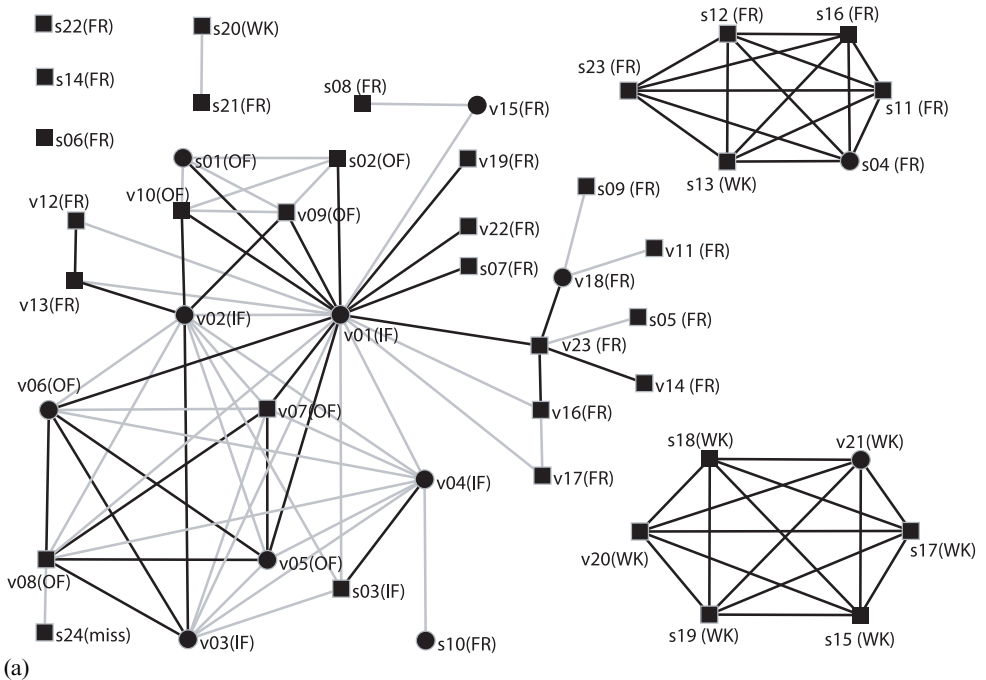 s22(FR)
s20(WK)
s12 (FR)
s16 (FR)
s14(FR)
s23 (FR)
s08 (FR)
s21(FR)
v15(FR)
s11 (FR)
s06(FR)
s01(OF)
s02(OF)
v19(FR)
s04 (FR)
s13 (WK)
s09 (FR)
v10(OF)
v12(FR)
v09(OF)
v22(FR)
v11 (FR)
s07(FR)
v18(FR)
v13(FR)
v02(IF)
v01(IF)
s05 (FR)
v23 (FR)
v06(OF)
v14 (FR)
v07(OF)
v16(FR)
s18(WK)
v21(WK)
v17(FR)
v04(IF)
v20(WK)
s17(WK)
v05(OF)
v08(OF)
s03(IF)
s24(miss)
v03(IF)
s10(FR)
s19 (WK)
s15 (WK)
(a)